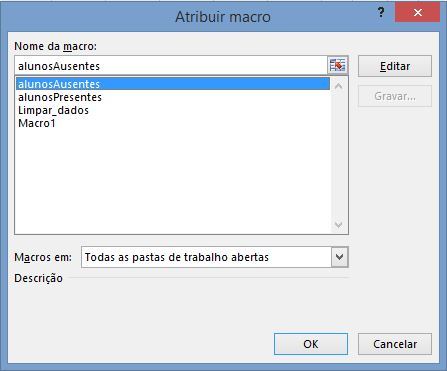 Atribuir macro
Nome da macro:
alunosAusentes
Editar
alunosAusentes
alunosPresentes
Limpar_dados
Macro1
Gravar...
Macros em:
Todas as pastas de trabalho abertas
Descrição
OK
Cancelar